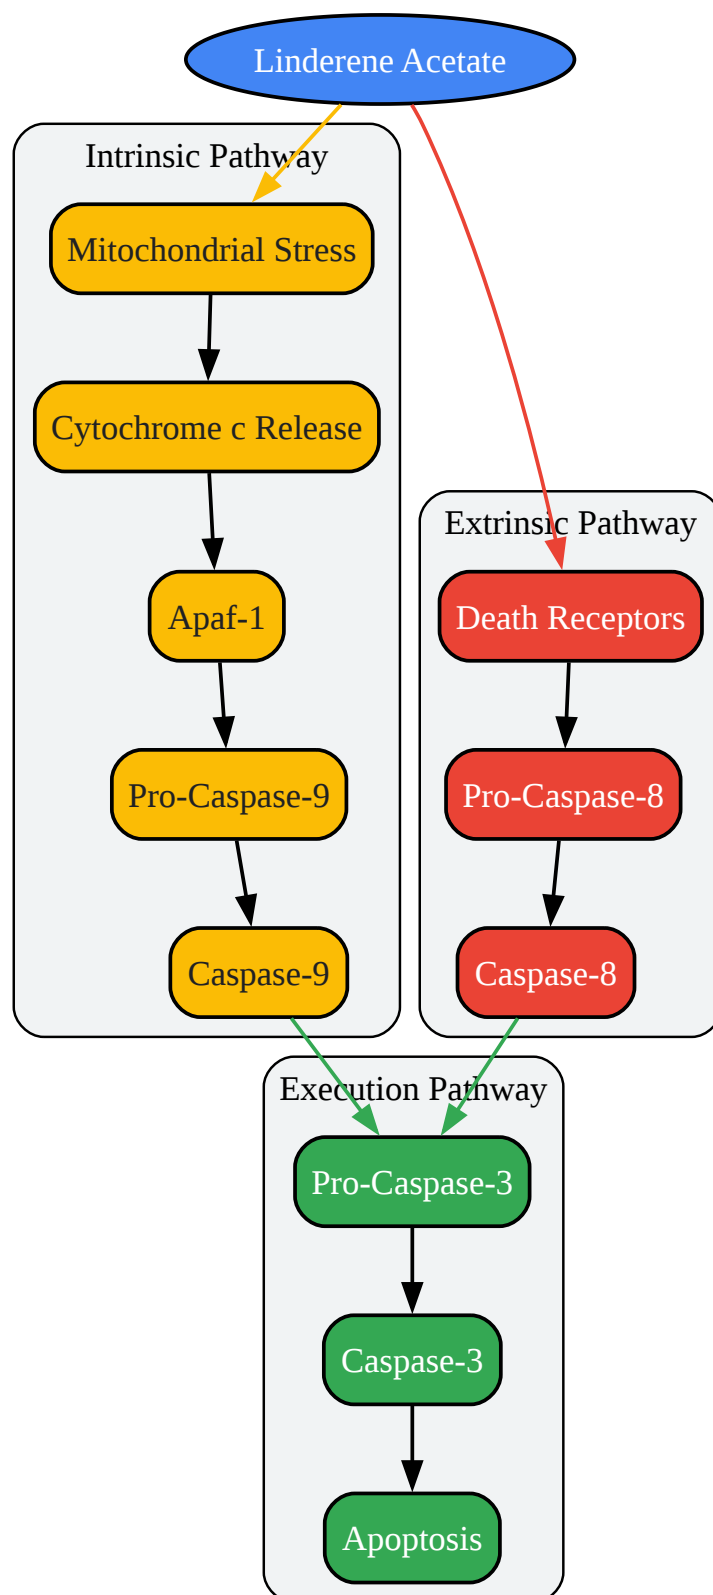 Linderene Acetate
Intrinsic Pathway
Mitochondrial Stress
Cytochrome c Release
Apaf-1
Pro-Caspase-9
Caspase-9
Extrinsic Pathway
Death Receptors
Pro-Caspase-8
Caspase-8
Execution Pathway
Pro-Caspase-3
Caspase-3
Apoptosis